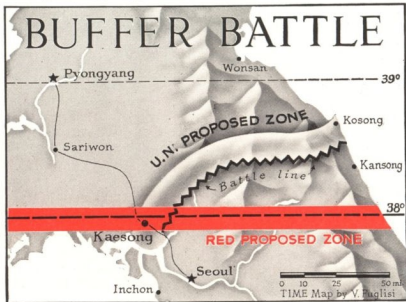 BUFFER BATTLE
Pyongyang
Wonsan
39°
U.N. PROPOSED ZONE
Kosong
Sariwon
Kansong
Battle line
38°
Kaesong
RED PROPOSED ZONE
Seoul
Inchon
0 10 25 50 mi.
TIME Map by V. Puglisi